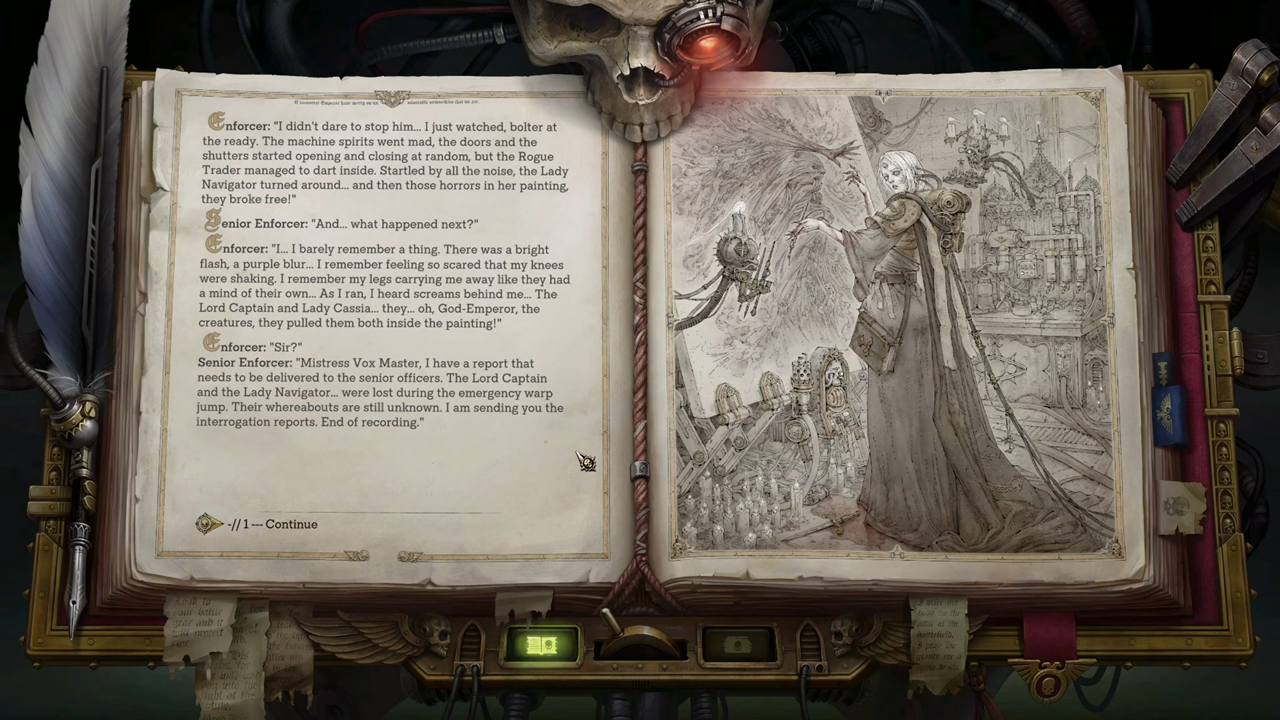 Enforcer: "I didn't dare to stop him... I just watched, bolter at
the ready. The machine spirits went mad, the doors and the
shutters started opening and closing at random, but the Rogue
Trader managed to dart inside. Startled by all the noise, the Lady
Navigator turned around... and then those horrors in her painting,
they broke free!"
Senior Enforcer: "And... what happened next?"
Enforcer: "I... I barely remember a thing. There was a bright
flash, a purple blur... I remember feeling so scared that my knees
were shaking. I remember my legs carrying me away like they had
a mind of their own... As I ran, I heard screams behind me... The
Lord Captain and Lady Cassia... they... oh, God-Emperor, the
creatures, they pulled them both inside the painting!"
Enforcer: "Sir?"
Senior Enforcer: "Mistress Vox Master, I have a report that
needs to be delivered to the senior officers. The Lord Captain
and the Lady Navigator... were lost during the emergency warp
jump. Their whereabouts are still unknown. I am sending you the
interrogation reports. End of recording."
-// 1 --- Continue